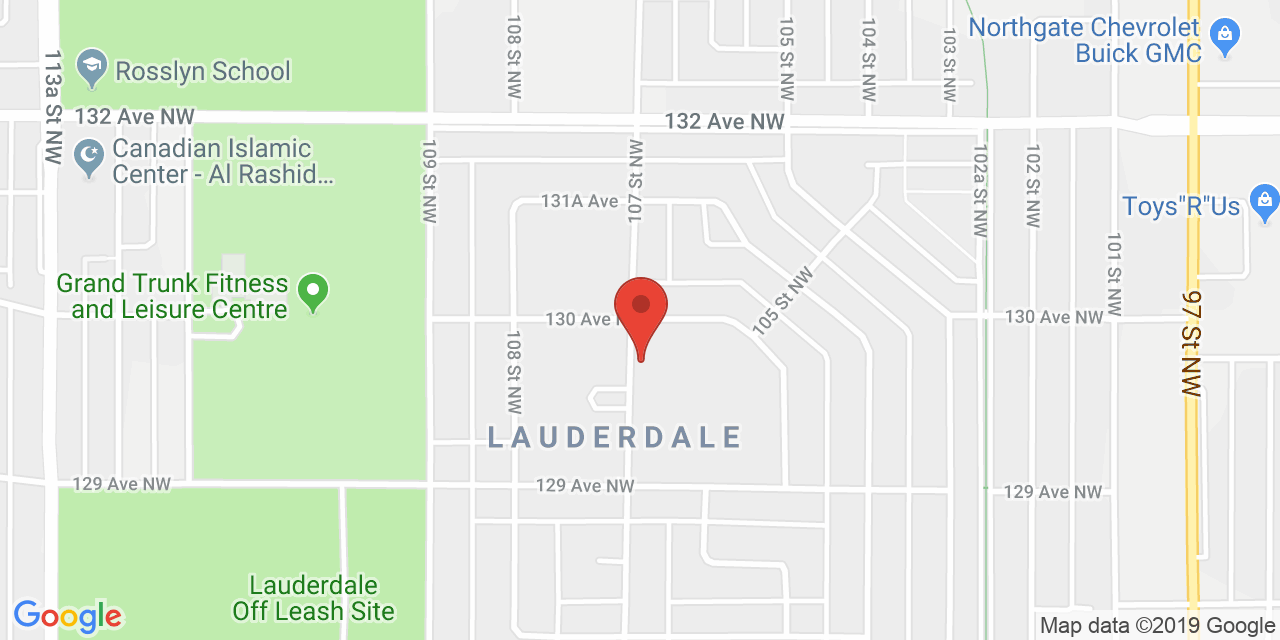 108 St NW
105 St NW
104 St NW
103 St NW
Northgate Chevrolet
Buick GMC
113a St NW
Rosslyn School
132 Ave NW
132 Ave NW
Canadian Islamic
Center - Al Rashid...
109 St NW
107 St NW
102a St NW
102 St NW
131A Ave
Toys"R"Us
101 St NW
Grand Trunk Fitness
and Leisure Centre
105 St NW
130 Ave
130 Ave NW
97 St NW
108 St NW
LAUDERDALE
129 Ave NW
129 Ave NW
129 Ave NW
Lauderdale
Off Leash Site
Google
Map data ©2019 Google